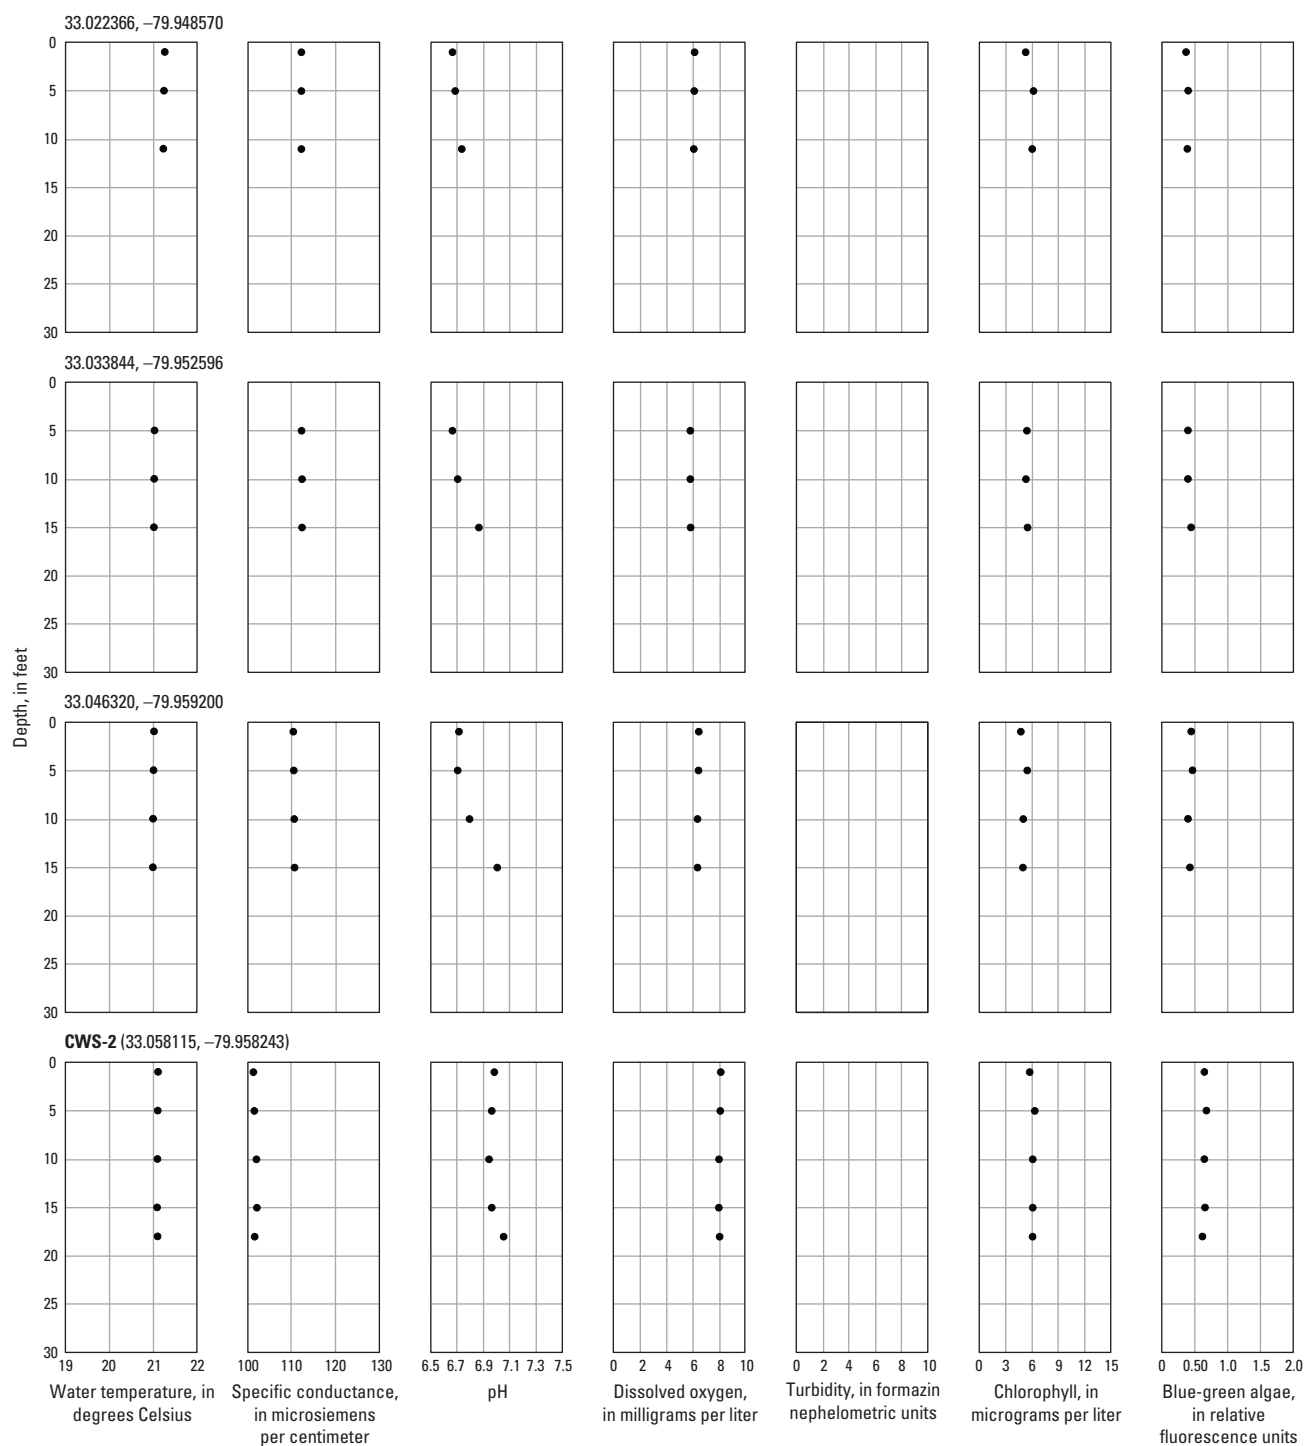 33.022366, –79.948570
0
5
10
15
20
25
30
33.033844, –79.952596
0
5
10
15
20
25
30
Depth, in feet
33.046320, –79.959200
0
5
10
15
20
25
30
CWS-2 (33.058115, –79.958243)
0
5
10
15
20
25
30
19 20 21 22 100 110 120 130 6.5 6.7 6.9 7.1 7.3 7.5 0 2 4 6 8 10 0 2 4 6 8 10 0 3 6 9 12 15 0 0.50 1.0 1.5 2.0
Water temperature, in
degrees Celsius
Specific conductance,
in microsiemens
per centimeter
pH
Dissolved oxygen,
in milligrams per liter
Turbidity, in formazin
nephelometric units
Chlorophyll, in
micrograms per liter
Blue-green algae,
in relative
fluorescence units